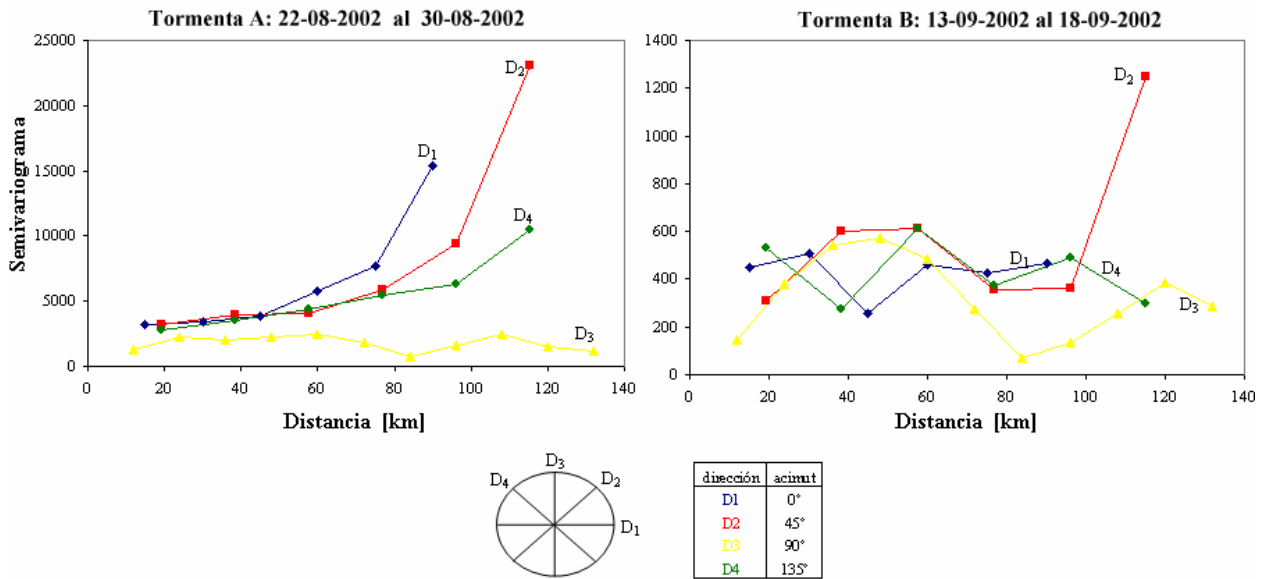 Tormenta A: 22-08-2002 al 30-08-2002
25000
20000
15000
10000
5000
0
Semivariograma
D1
D2
D4
D3
0 20 40 60 80 100 120 140
Distancia [km]
Tormenta B: 13-09-2002 al 18-09-2002
1400
1200
1000
800
600
400
200
0
D2
D1
D4
D3
0 20 40 60 80 100 120 140
Distancia [km]
D3
D4
D2
D1
dirección acimut
D1 0°
D2 45°
D3 90°
D4 135°